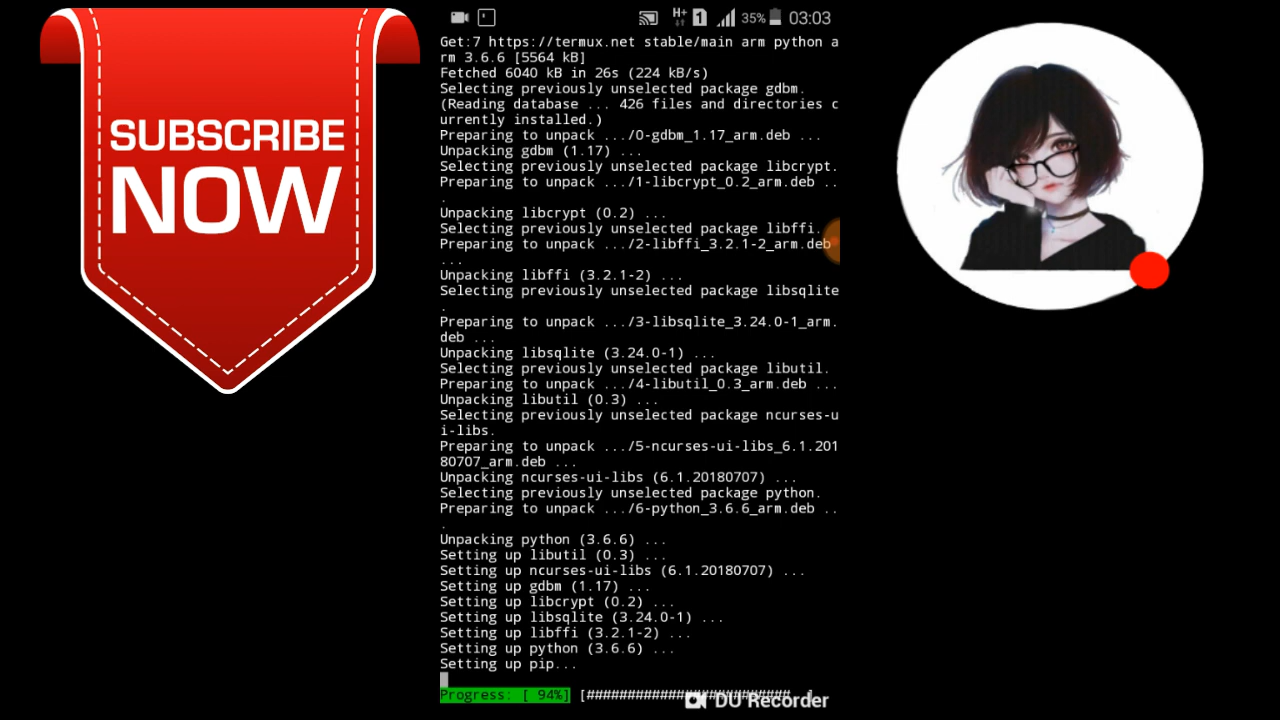 SUBSCRIBE
NOW
H+ 1 35% 03:03
Get:7 https://termux.net stable/main arm python a
rm 3.6.6 [5564 kB]
Fetched 6040 kB in 26s (224 kB/s)
Selecting previously unselected package gdbm.
(Reading database ... 426 files and directories c
urrently installed.)
Preparing to unpack .../0-gdbm_1.17_arm.deb ...
Unpacking gdbm (1.17) ...
Selecting previously unselected package libcrypt.
Preparing to unpack .../1-libcrypt_0.2_arm.deb ..
.
Unpacking libcrypt (0.2) ...
Selecting previously unselected package libffi.
Preparing to unpack .../2-libffi_3.2.1-2_arm.deb
...
Unpacking libffi (3.2.1-2) ...
Selecting previously unselected package libsqlite
.
Preparing to unpack .../3-libsqlite_3.24.0-1_arm.
deb ...
Unpacking libsqlite (3.24.0-1) ...
Selecting previously unselected package libutil.
Preparing to unpack .../4-libutil_0.3_arm.deb ...
Unpacking libutil (0.3) ...
Selecting previously unselected package ncurses-u
i-libs.
Preparing to unpack .../5-ncurses-ui-libs_6.1.201
80707_arm.deb ...
Unpacking ncurses-ui-libs (6.1.20180707) ...
Selecting previously unselected package python.
Preparing to unpack .../6-python_3.6.6_arm.deb ..
.
Unpacking python (3.6.6) ...
Setting up libutil (0.3) ...
Setting up ncurses-ui-libs (6.1.20180707) ...
Setting up gdbm (1.17) ...
Setting up libcrypt (0.2) ...
Setting up libsqlite (3.24.0-1) ...
Setting up libffi (3.2.1-2) ...
Setting up python (3.6.6) ...
Setting up pip...
Progress: [ 94%] [#########################
DU Recorder